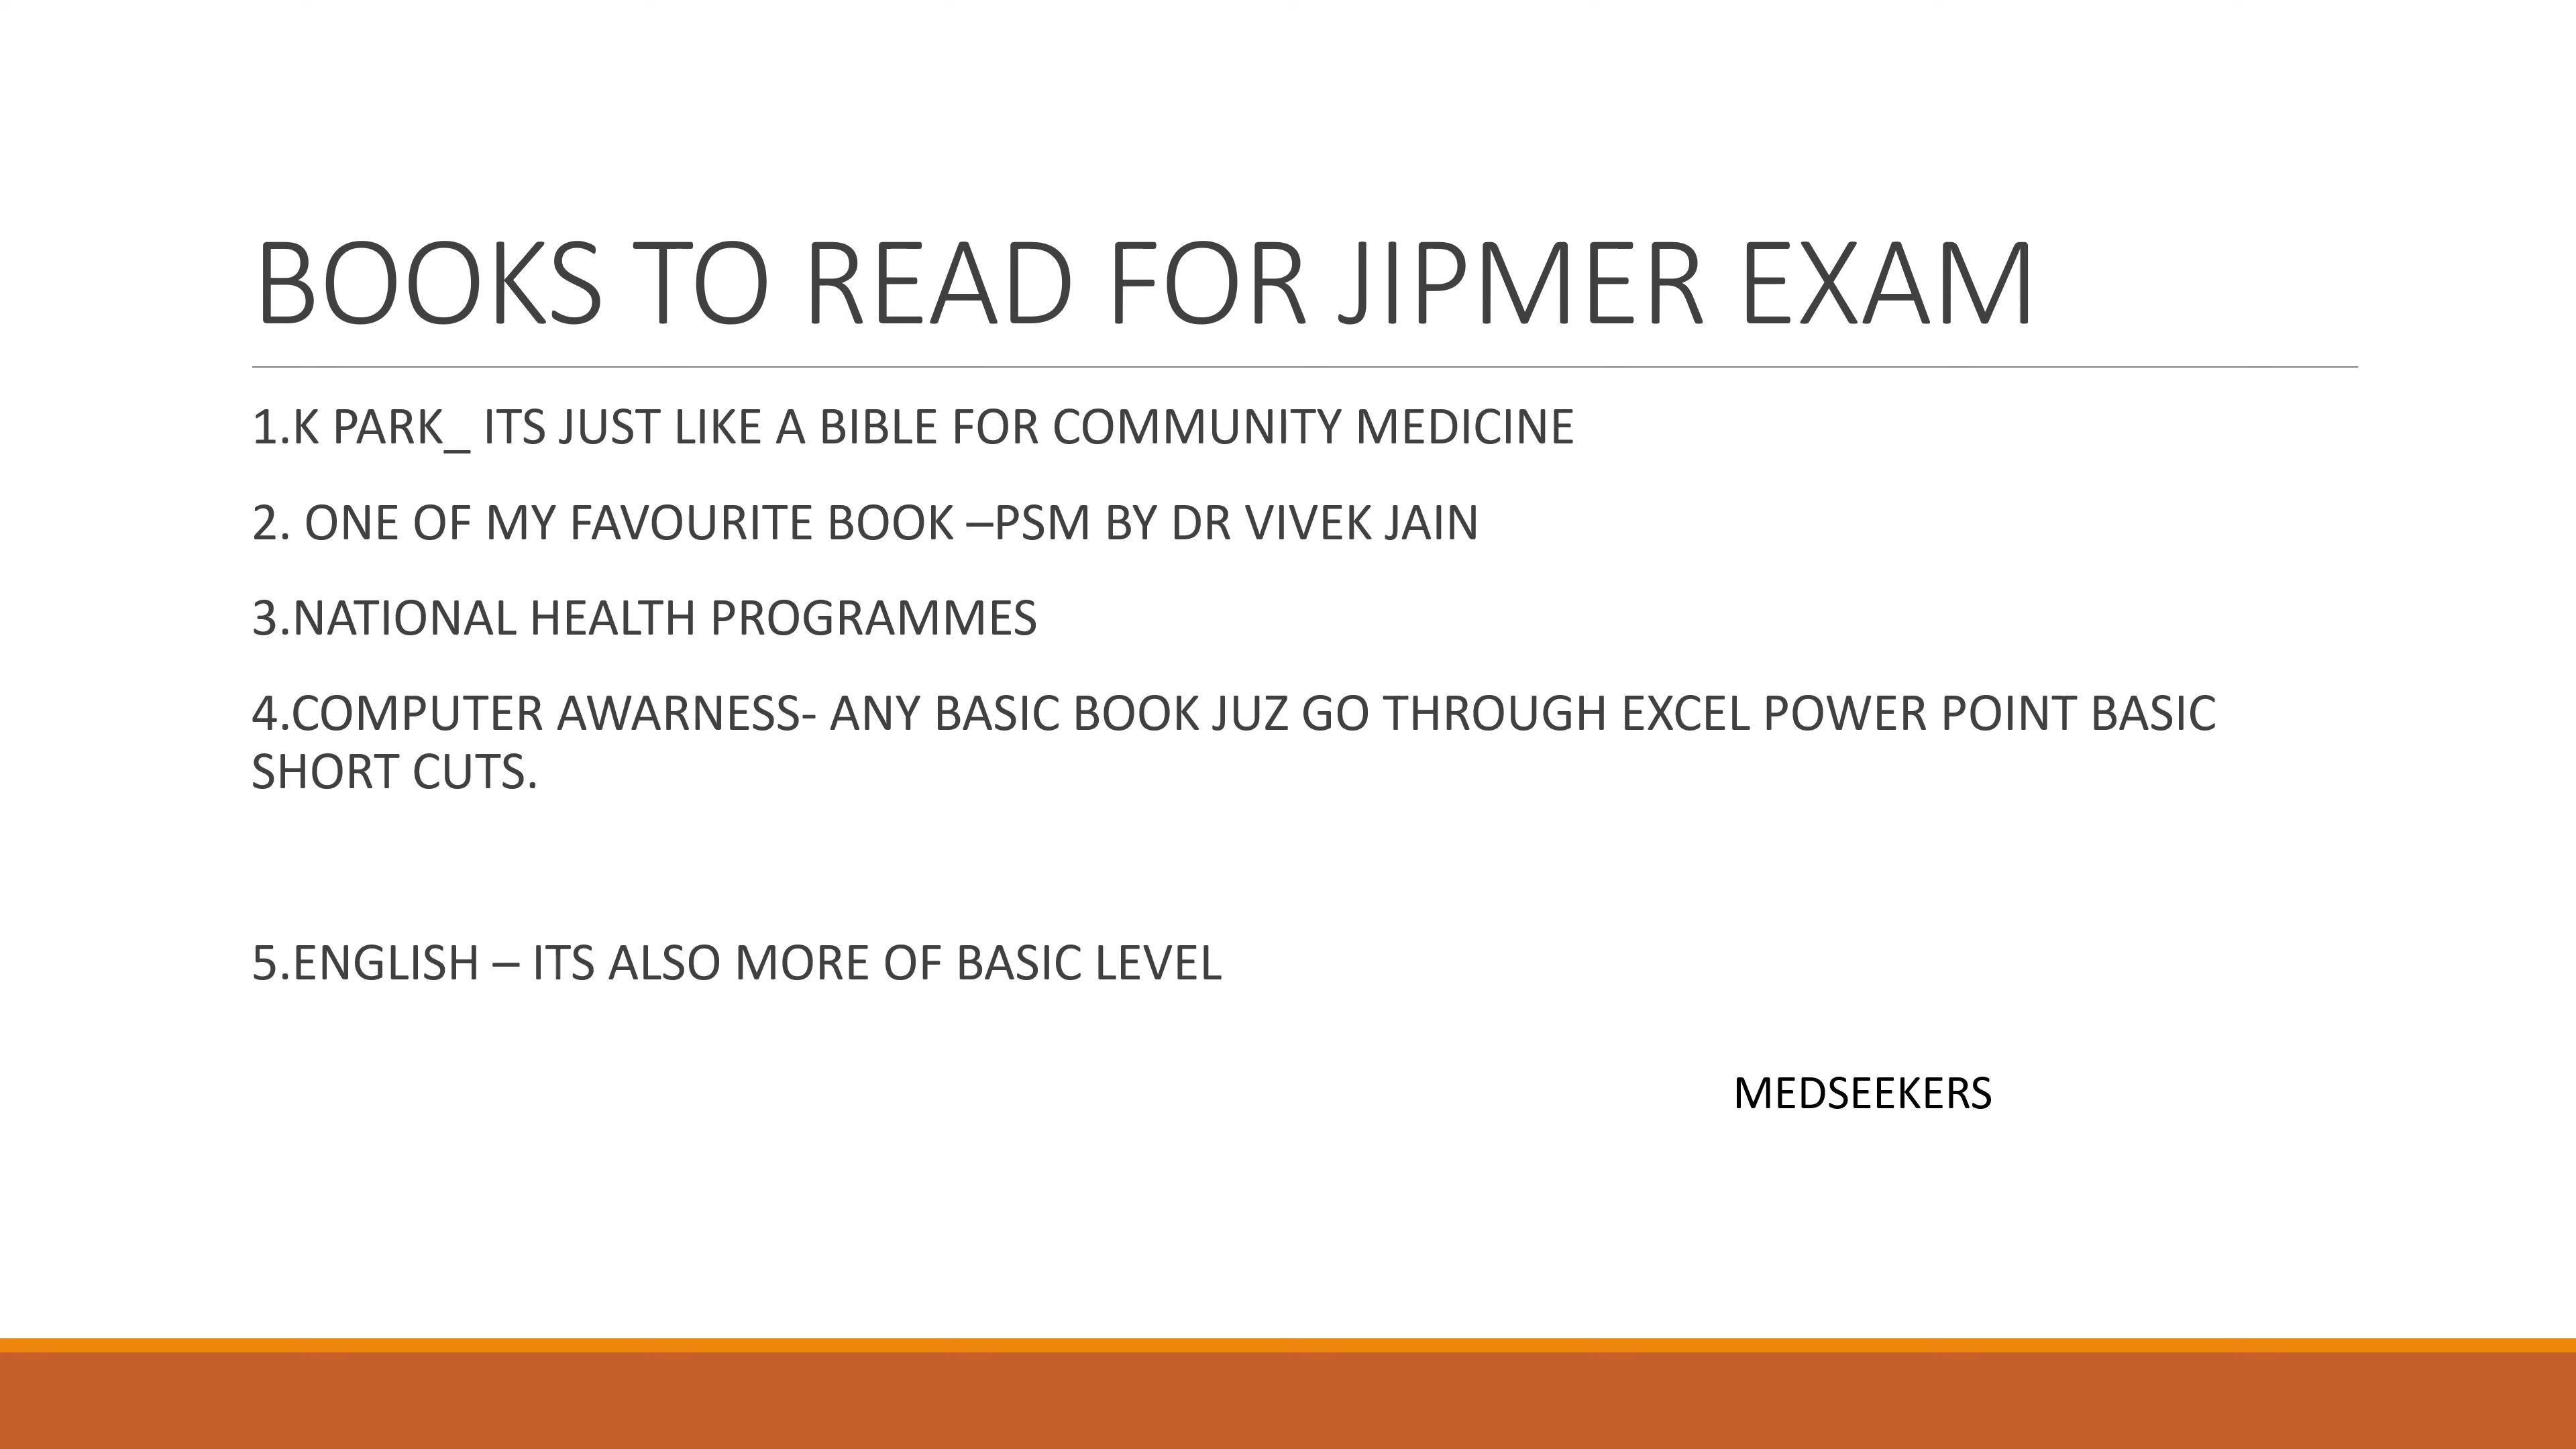 BOOKS TO READ FOR JIPMER EXAM
1.K PARK_ ITS JUST LIKE A BIBLE FOR COMMUNITY MEDICINE
2. ONE OF MY FAVOURITE BOOK –PSM BY DR VIVEK JAIN
3.NATIONAL HEALTH PROGRAMMES
4.COMPUTER AWARNESS- ANY BASIC BOOK JUZ GO THROUGH EXCEL POWER POINT BASIC
SHORT CUTS.
5.ENGLISH – ITS ALSO MORE OF BASIC LEVEL
MEDSEEKERS